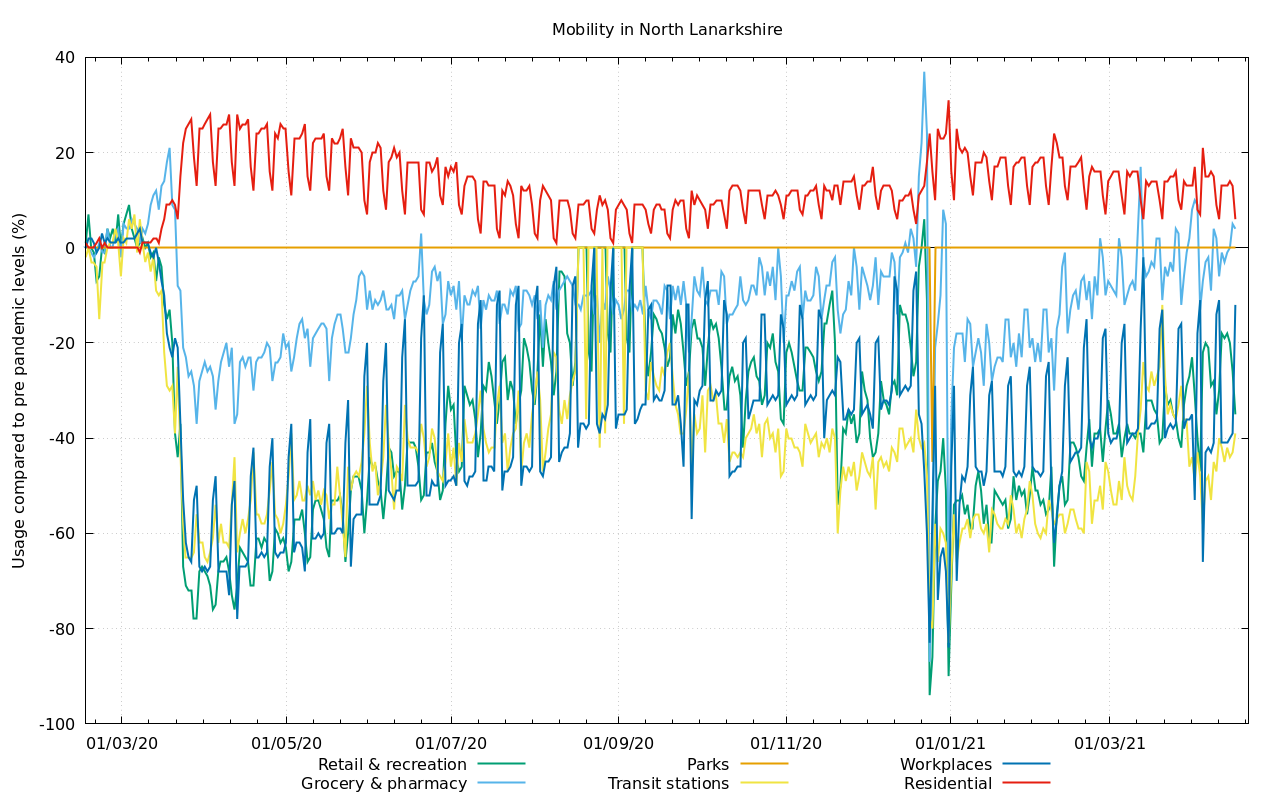 Mobility in North Lanarkshire
Usage compared to pre pandemic levels (%)
40
20
0
-20
-40
-60
-80
-100
01/03/20 01/05/20 01/07/20 01/09/20 01/11/20 01/01/21 01/03/21
Retail & recreation Parks Workplaces
Grocery & pharmacy Transit stations Residential